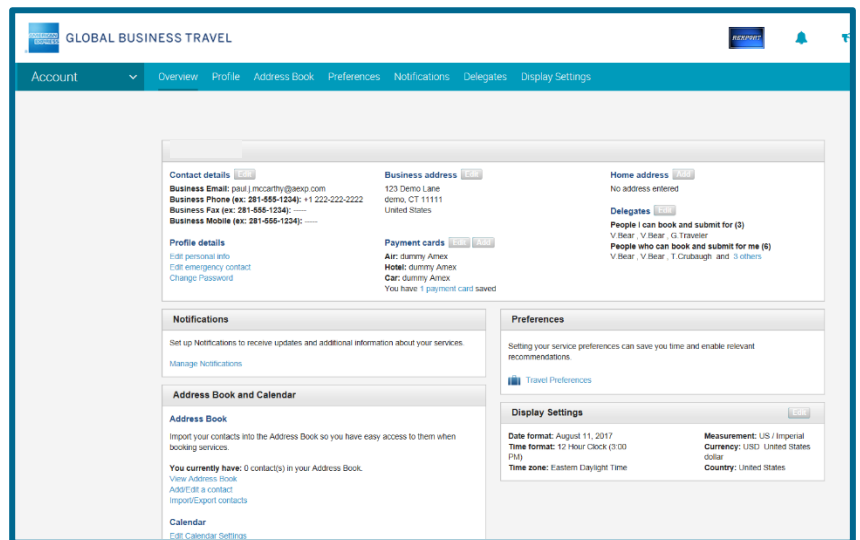 AMERICAN EXPRESS
GLOBAL BUSINESS TRAVEL
REXPORT
Account
Overview Profile Address Book Preferences Notifications Delegates Display Settings
Contact details Edit
Business Email: paul.j.mccarthy@aexp.com
Business Phone (ex: 281-555-1234): +1 222-222-2222
Business Fax (ex: 281-555-1234): -----
Business Mobile (ex: 281-555-1234): -----
Business address Edit
123 Demo Lane
demo, CT 11111
United States
Home address Add
No address entered
Delegates Edit
People I can book and submit for (3)
V.Bear , V.Bear , G.Traveler
People who can book and submit for me (6)
V.Bear , V.Bear , T.Crubaugh and 3 others
Profile details
Edit personal info
Edit emergency contact
Change Password
Payment cards Edit Add
Air: dummy Amex
Hotel: dummy Amex
Car: dummy Amex
You have 1 payment card saved
Notifications
Set up Notifications to receive updates and additional information about your services.
Manage Notifications
Preferences
Setting your service preferences can save you time and enable relevant
recommendations.
Travel Preferences
Address Book and Calendar
Address Book
Import your contacts into the Address Book so you have easy access to them when
booking services.
You currently have: 0 contact(s) in your Address Book.
View Address Book
Add/Edit a contact
Import/Export contacts
Calendar
Edit Calendar Settings
Display Settings Edit
Date format: August 11, 2017
Time format: 12 Hour Clock (3:00
PM)
Time zone: Eastern Daylight Time
Measurement: US / Imperial
Currency: USD United States
dollar
Country: United States